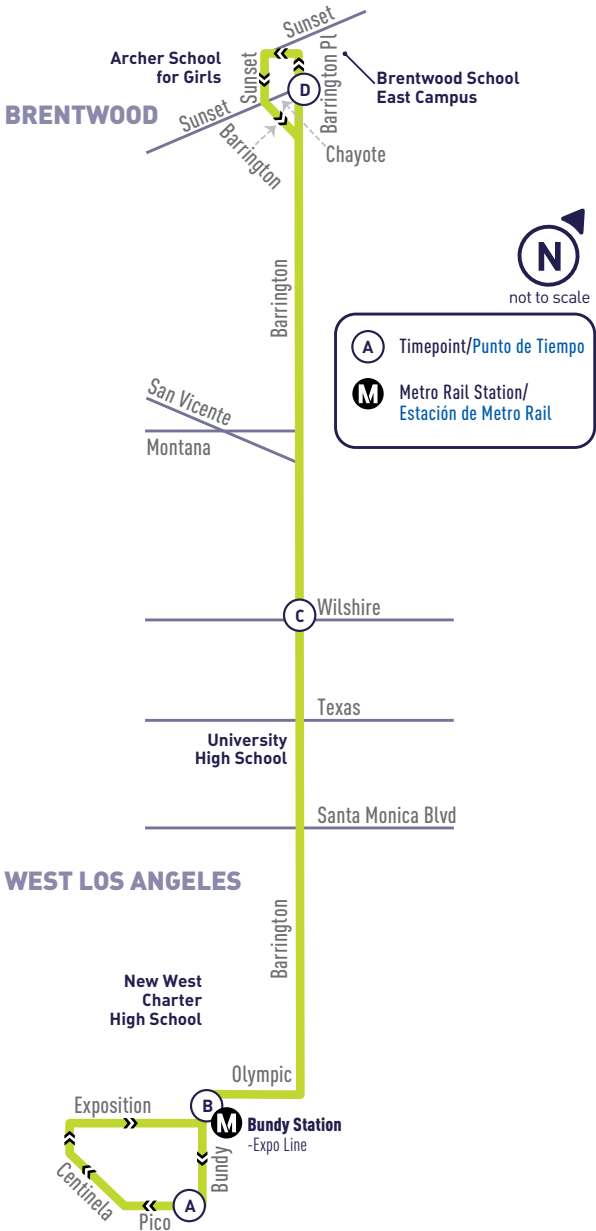 Sunset
Archer School
for Girls
Sunset
Barrington Pl
Brentwood School
East Campus
D
BRENTWOOD
Sunset
Barrington
Chayote
N
not to scale
Barrington
A Timepoint/Punto de Tiempo
M Metro Rail Station/
Estación de Metro Rail
San Vicente
Montana
C
Wilshire
Texas
University
High School
Santa Monica Blvd
WEST LOS ANGELES
Barrington
New West
Charter
High School
Olympic
Exposition
B
M
Bundy Station
-Expo Line
Bundy
Centinela
A
Pico